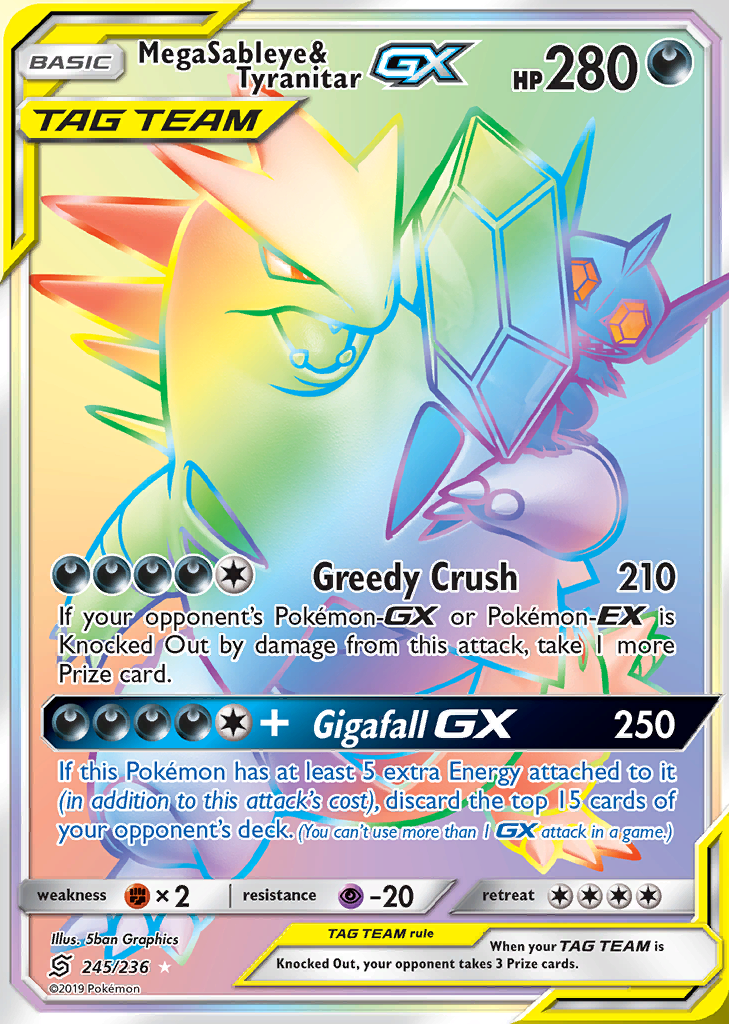 BASIC
MegaSableye&
Tyranitar GX
HP280
TAG TEAM
Greedy Crush 210
If your opponent's Pokémon-GX or Pokémon-EX is
Knocked Out by damage from this attack, take 1 more
Prize card.
+ Gigafall GX 250
If this Pokémon has at least 5 extra Energy attached to it
(in addition to this attack's cost), discard the top 15 cards of
your opponent's deck. (You can't use more than 1 GX attack in a game.)
weakness ×2 resistance -20 retreat
Illus. 5ban Graphics
245/236
©2019 Pokémon
TAG TEAM rule
When your TAG TEAM is
Knocked Out, your opponent takes 3 Prize cards.